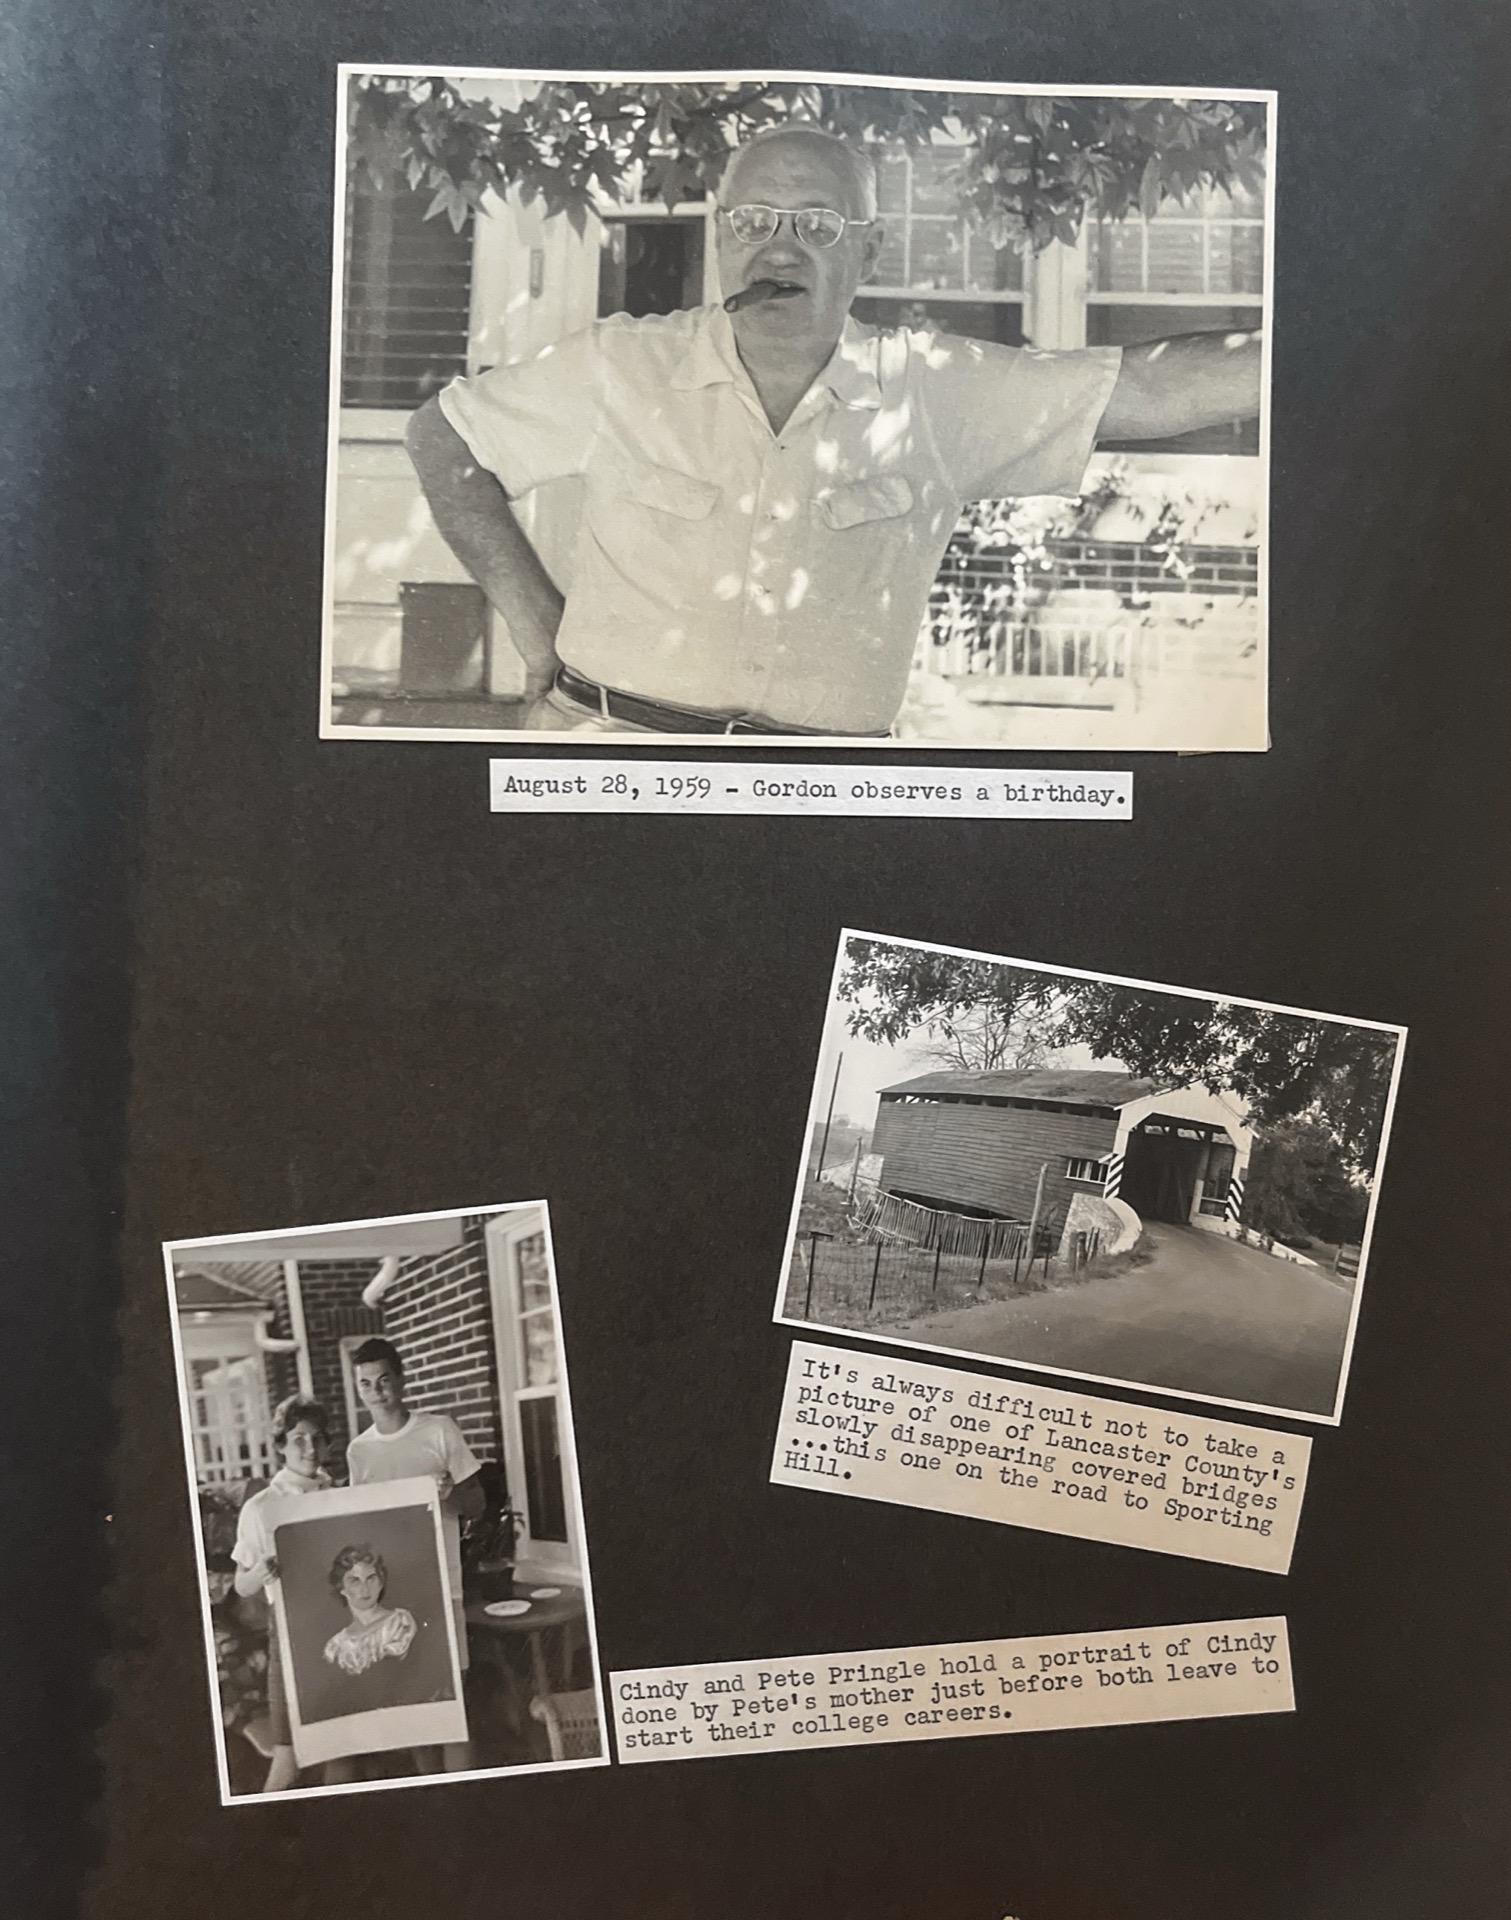 August 28, 1959 - Gordon observes a birthday.
It's always difficult not to take a
picture of one of Lancaster County's
slowly disappearing covered bridges
...this one on the road to Sporting
Hill.
Cindy and Pete Pringle hold a portrait of Cindy
done by Pete's mother just before both leave to
start their college careers.